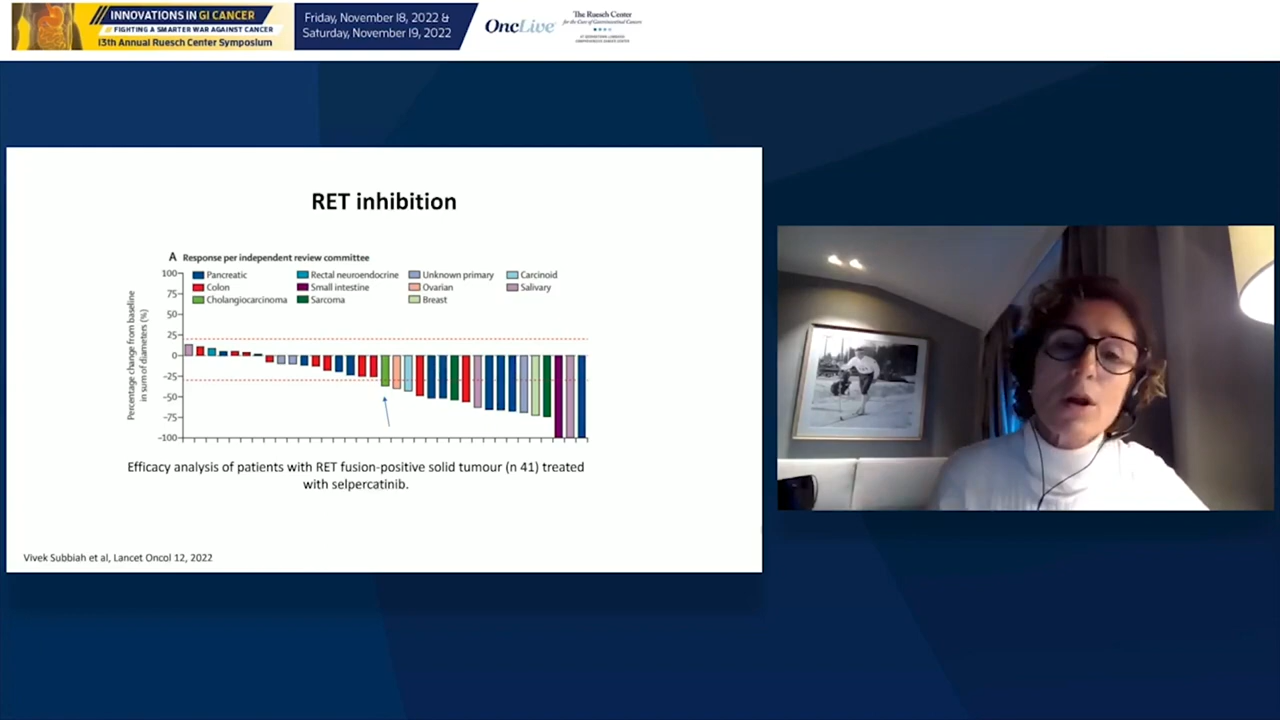 INNOVATIONS IN GI CANCER
FIGHTING A SMARTER WAR AGAINST CANCER
13th Annual Ruesch Center Symposium
Friday, November 18, 2022 &
Saturday, November 19, 2022
OncLive
The Ruesch Center
for the Cure of Gastrointestinal Cancers
RET inhibition
A Response per independent review committee
Pancreatic
Colon
Cholangiocarcinoma
Rectal neuroendocrine
Small intestine
Sarcoma
Unknown primary
Ovarian
Breast
Carcinoid
Salivary
Percentage change from baseline
in sum of diameters (%)
100
75
50
25
0
−25
−50
−75
−100
Efficacy analysis of patients with RET fusion-positive solid tumour (n 41) treated
with selpercatinib.
Vivek Subbiah et al, Lancet Oncol 12, 2022